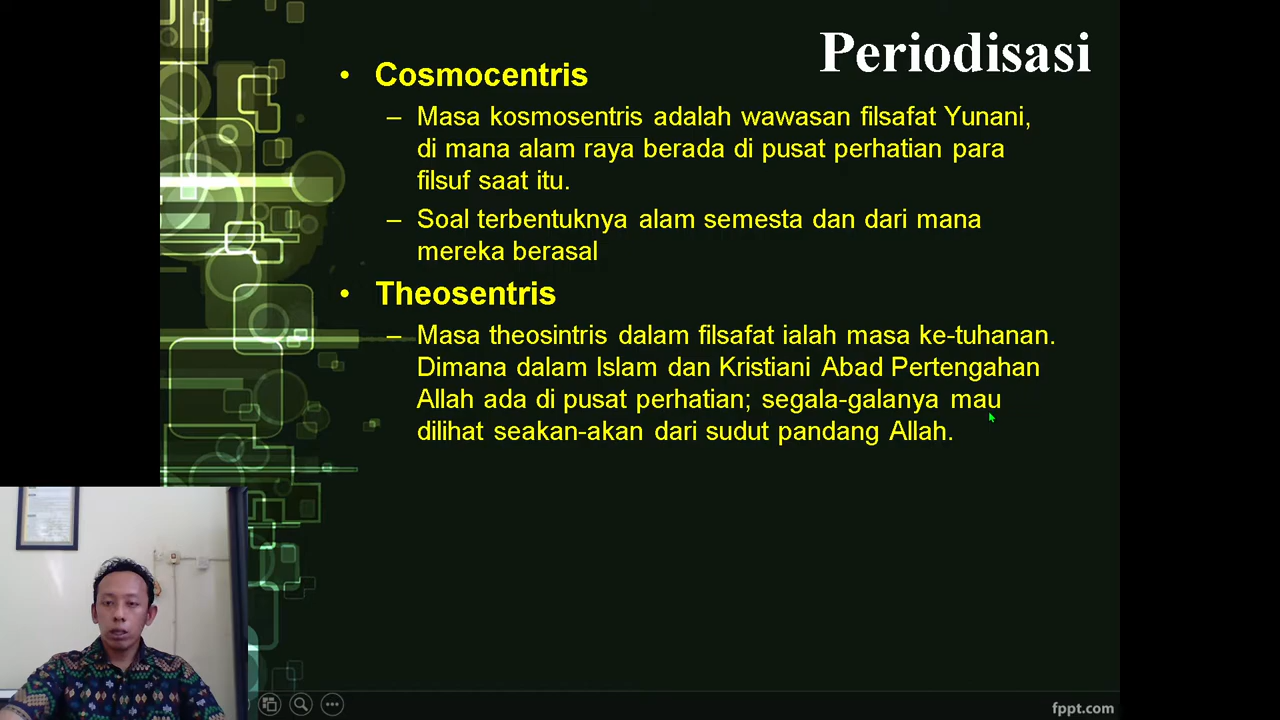 Periodisasi
• Cosmocentris
– Masa kosmosentris adalah wawasan filsafat Yunani,
di mana alam raya berada di pusat perhatian para
filsuf saat itu.
– Soal terbentuknya alam semesta dan dari mana
mereka berasal
• Theosentris
– Masa theosintris dalam filsafat ialah masa ke-tuhanan.
Dimana dalam Islam dan Kristiani Abad Pertengahan
Allah ada di pusat perhatian; segala-galanya mau
dilihat seakan-akan dari sudut pandang Allah.
fppt.com